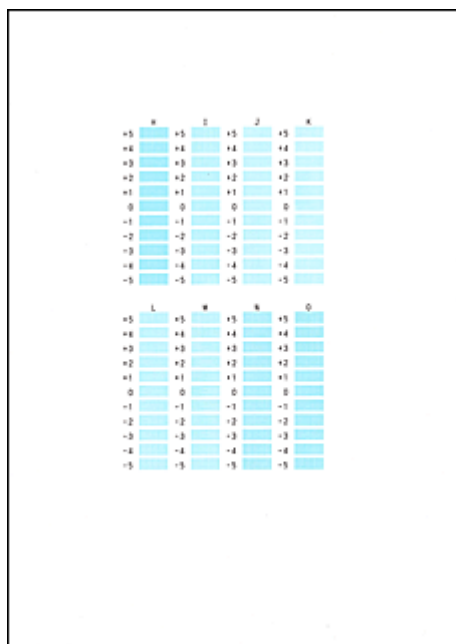 H I J K
+5 +5 +5 +5
+4 +4 +4 +4
+3 +3 +3 +3
+2 +2 +2 +2
+1 +1 +1 +1
0 0 0 0
-1 -1 -1 -1
-2 -2 -2 -2
-3 -3 -3 -3
-4 -4 -4 -4
-5 -5 -5 -5
L M N O
+5 +5 +5 +5
+4 +4 +4 +4
+3 +3 +3 +3
+2 +2 +2 +2
+1 +1 +1 +1
0 0 0 0
-1 -1 -1 -1
-2 -2 -2 -2
-3 -3 -3 -3
-4 -4 -4 -4
-5 -5 -5 -5